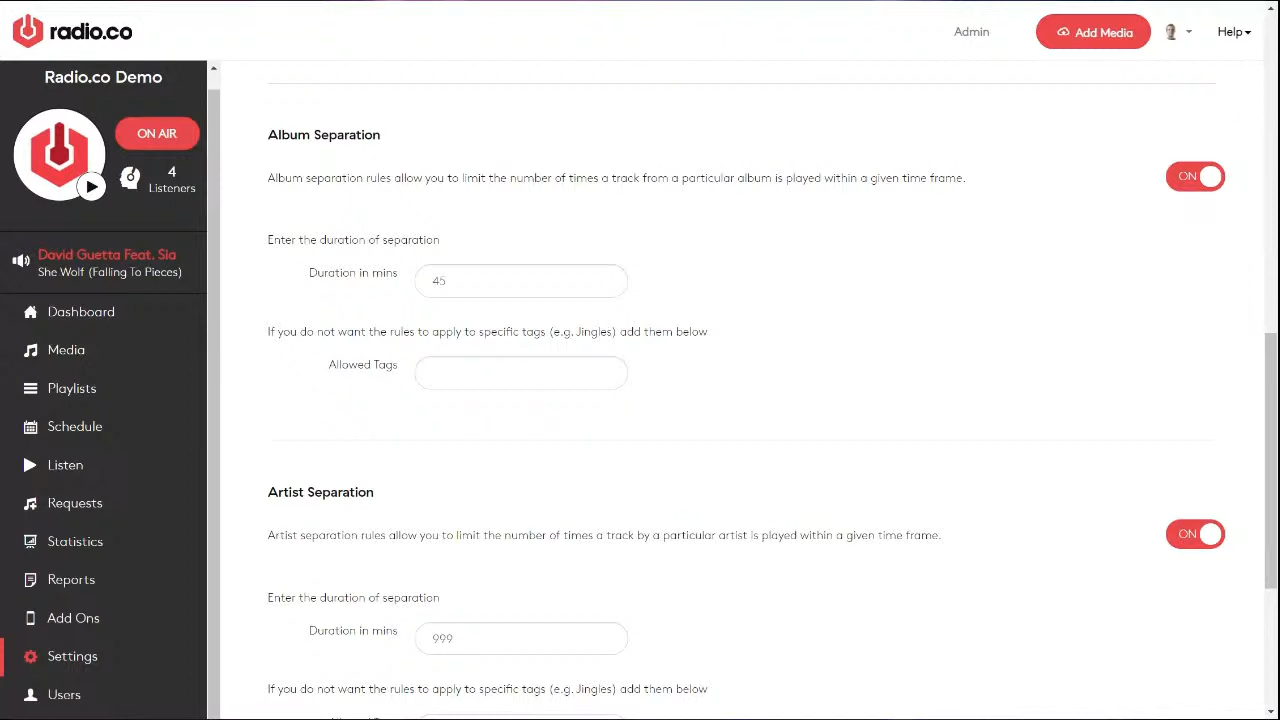 radio.co
Admin
Add Media
Help
Radio.co Demo
ON AIR
4
Listeners
David Guetta Feat. Sia
She Wolf (Falling To Pieces)
Dashboard
Media
Playlists
Schedule
Listen
Requests
Statistics
Reports
Add Ons
Settings
Users
Album Separation
Album separation rules allow you to limit the number of times a track from a particular album is played within a given time frame.
ON
Enter the duration of separation
Duration in mins
45
If you do not want the rules to apply to specific tags (e.g. Jingles) add them below
Allowed Tags
Artist Separation
Artist separation rules allow you to limit the number of times a track by a particular artist is played within a given time frame.
ON
Enter the duration of separation
Duration in mins
999
If you do not want the rules to apply to specific tags (e.g. Jingles) add them below